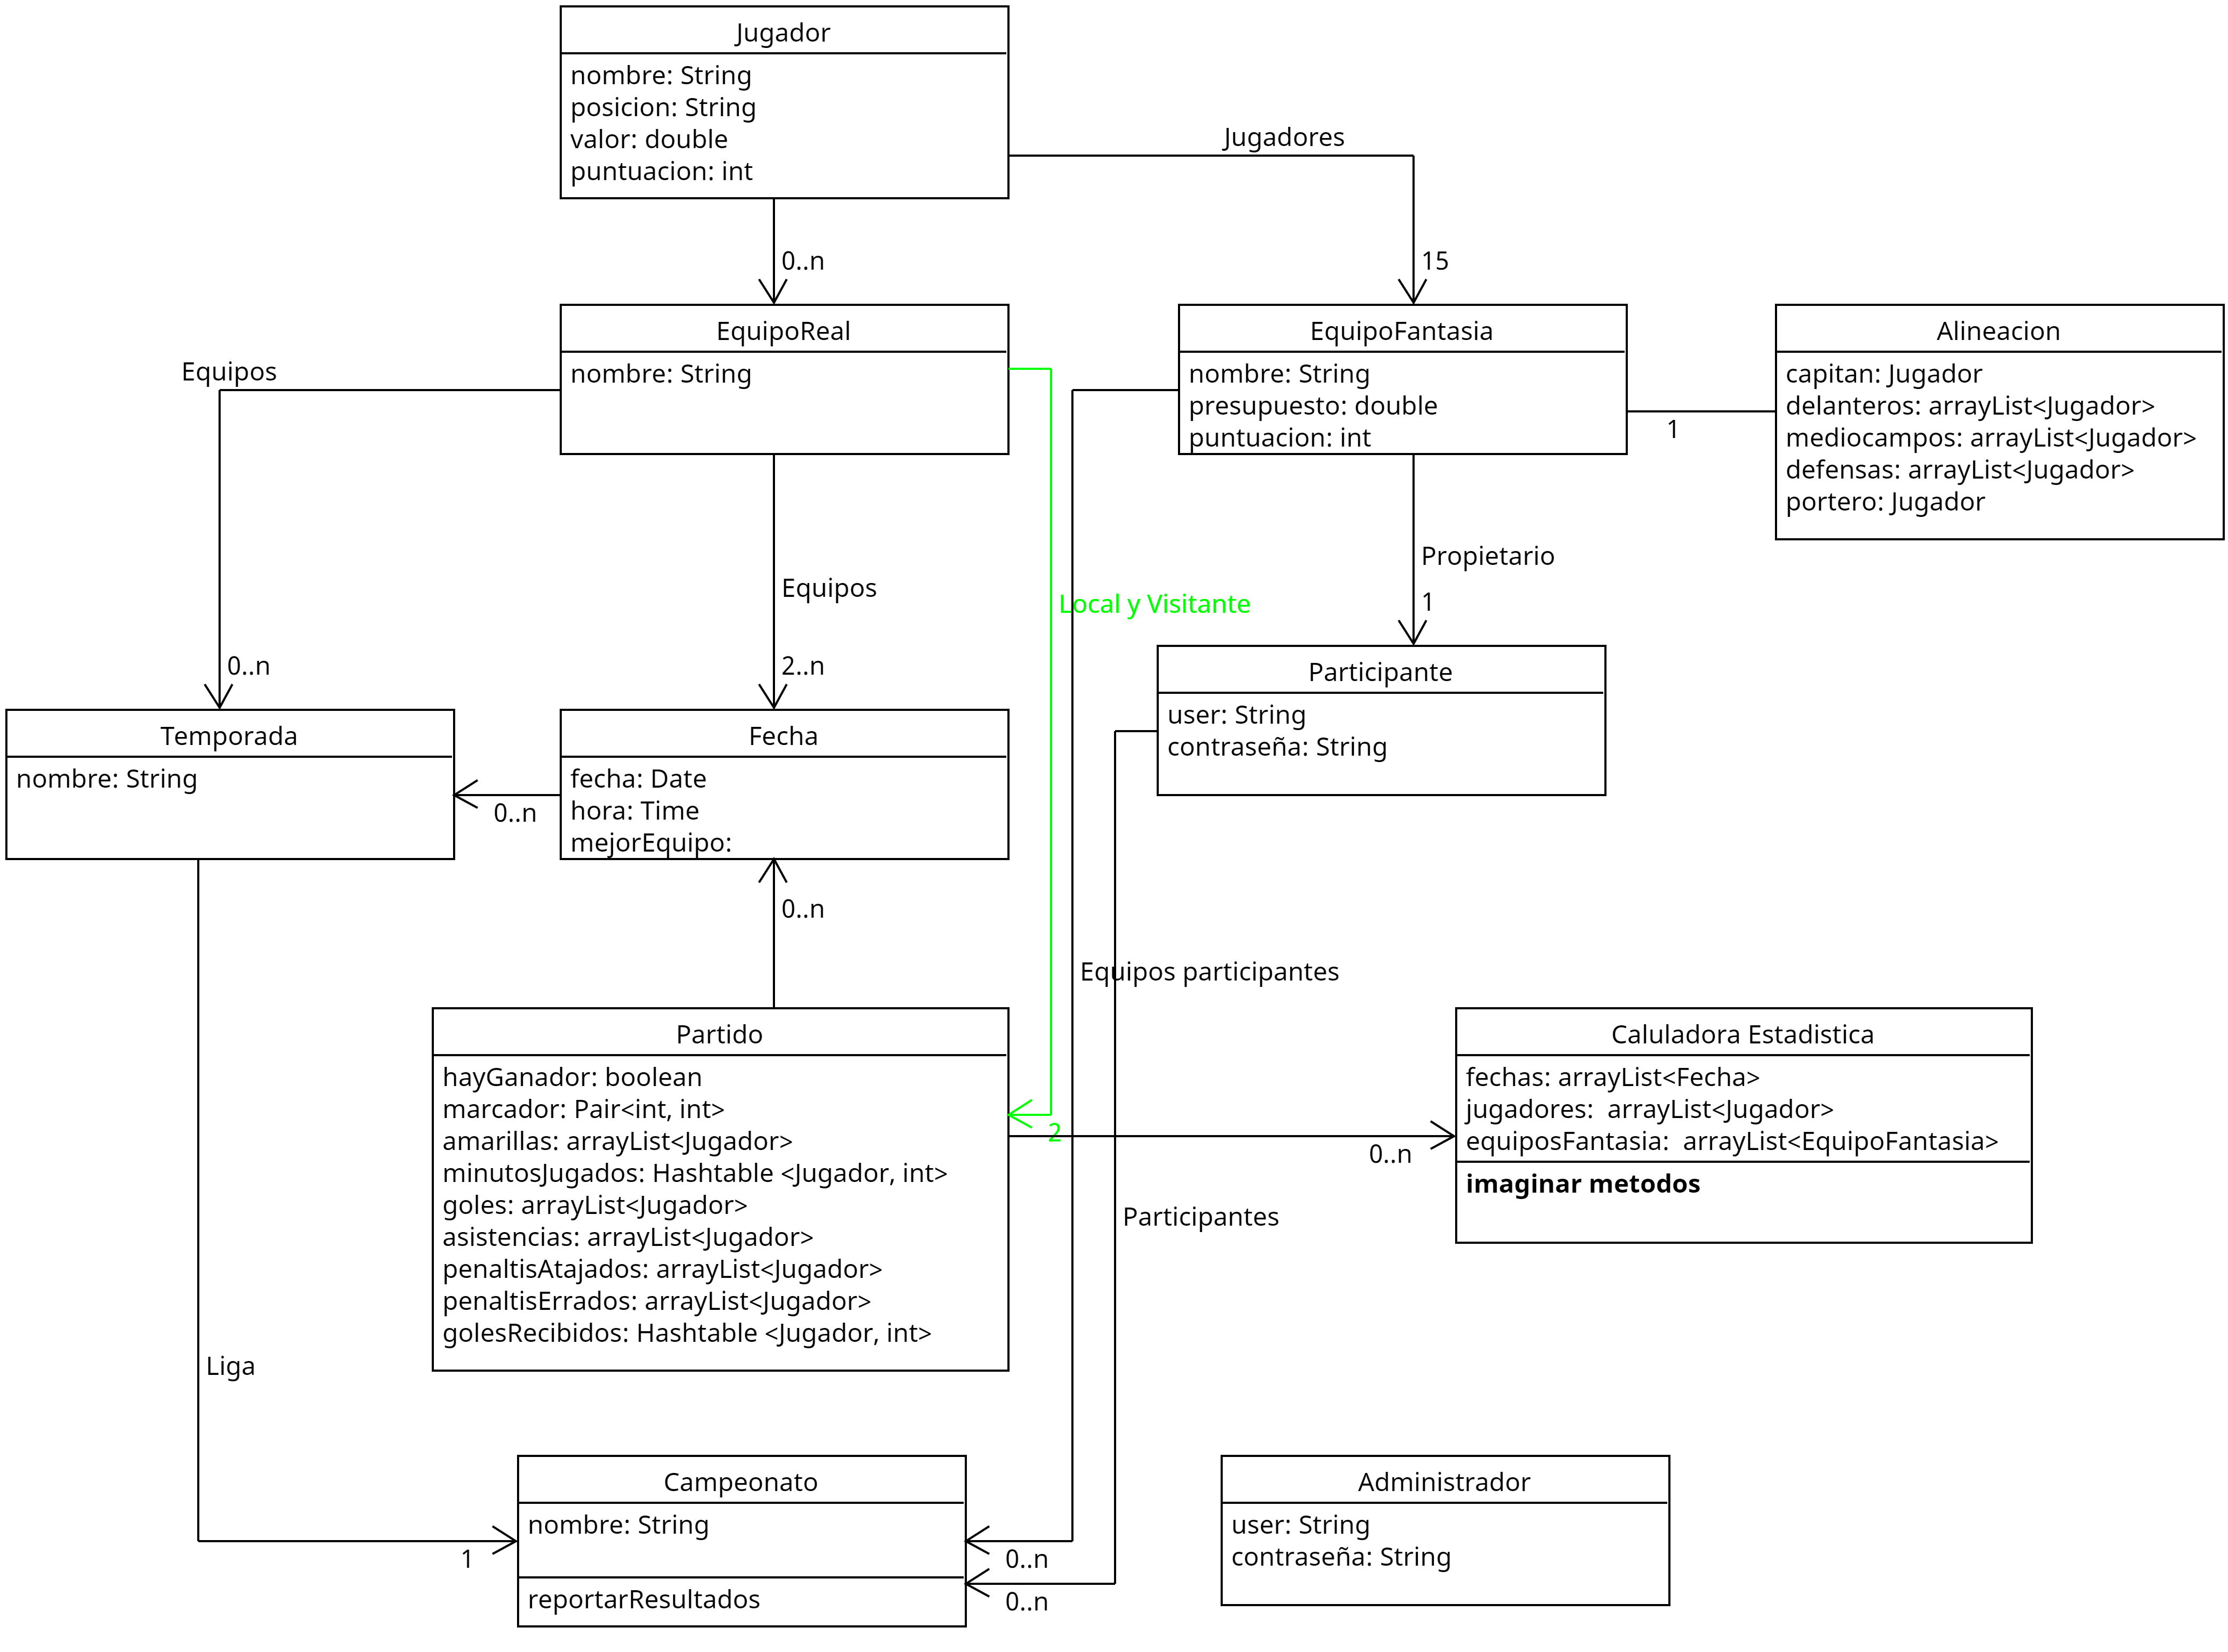 Jugador
nombre: String
posicion: String
valor: double
puntuacion: int
Jugadores
0..n
15
EquipoReal
nombre: String
EquipoFantasia
nombre: String
presupuesto: double
puntuacion: int
1
Alineacion
capitan: Jugador
delanteros: arrayList<Jugador>
mediocampos: arrayList<Jugador>
defensas: arrayList<Jugador>
portero: Jugador
Equipos
0..n
Equipos
2..n
Local y Visitante
Propietario
1
Temporada
nombre: String
Fecha
fecha: Date
hora: Time
mejorEquipo:
0..n
Participante
user: String
contraseña: String
0..n
Equipos participantes
Partido
hayGanador: boolean
marcador: Pair<int, int>
amarillas: arrayList<Jugador>
minutosJugados: Hashtable <Jugador, int>
goles: arrayList<Jugador>
asistencias: arrayList<Jugador>
penaltisAtajados: arrayList<Jugador>
penaltisErrados: arrayList<Jugador>
golesRecibidos: Hashtable <Jugador, int>
2
0..n
Caluladora Estadistica
fechas: arrayList<Fecha>
jugadores:  arrayList<Jugador>
equiposFantasia:  arrayList<EquipoFantasia>
imaginar metodos
Participantes
Liga
1
Campeonato
nombre: String
reportarResultados
0..n
0..n
Administrador
user: String
contraseña: String